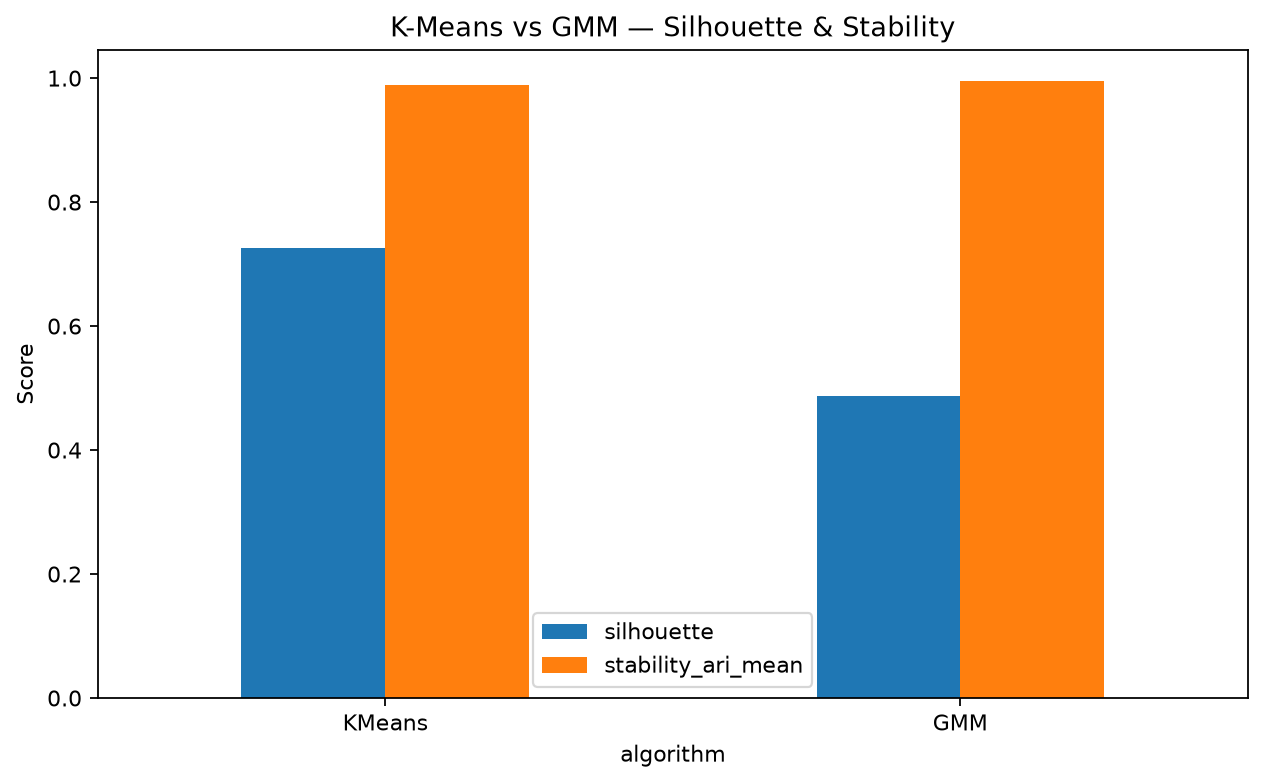 K-Means vs GMM — Silhouette & Stability
1.0
0.8
0.6
0.4
0.2
0.0
Score
silhouette
stability_ari_mean
KMeans
GMM
algorithm